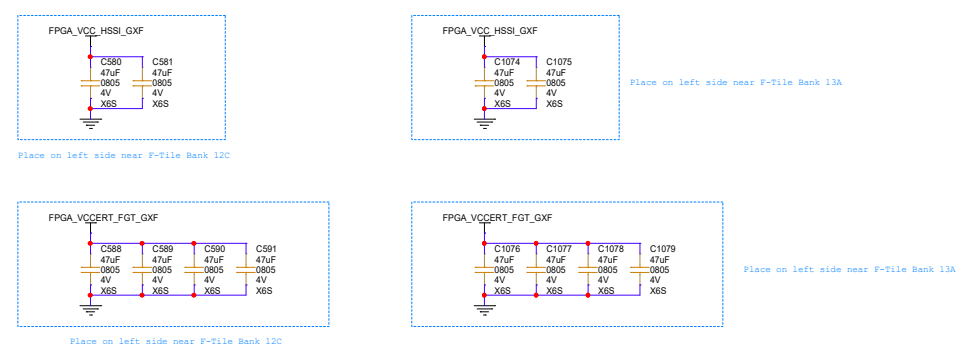 FPGA_VCC_HSSI_GXF
C580 C581
47uF 47uF
0805 0805
4V 4V
X6S X6S
Place on left side near F-Tile Bank 12C
FPGA_VCC_HSSI_GXF
C1074 C1075
47uF 47uF
0805 0805
4V 4V
X6S X6S
Place on left side near F-Tile Bank 13A
FPGA_VCCERT_FGT_GXF
C588 C589 C590 C591
47uF 47uF 47uF 47uF
0805 0805 0805 0805
4V 4V 4V 4V
X6S X6S X6S X6S
Place on left side near F-Tile Bank 12C
FPGA_VCCERT_FGT_GXF
C1076 C1077 C1078 C1079
47uF 47uF 47uF 47uF
0805 0805 0805 0805
4V 4V 4V 4V
X6S X6S X6S X6S
Place on left side near F-Tile Bank 13A